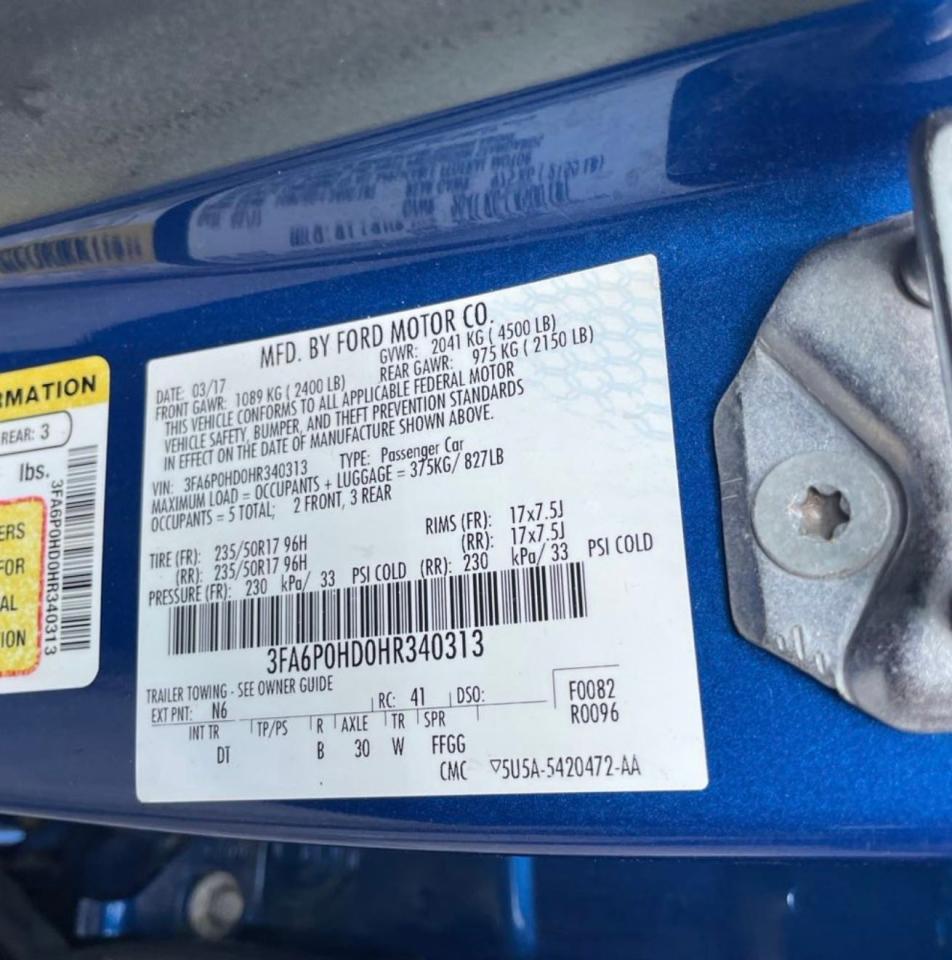 RMATION
REAR: 3
lbs.
ERS
FOR
AL
ION
3FA6P0HD0HR340313
MFD. BY FORD MOTOR CO.
DATE: 03/17 GVWR: 2041 KG ( 4500 LB)
FRONT GAWR: 1089 KG ( 2400 LB) REAR GAWR: 975 KG ( 2150 LB)
THIS VEHICLE CONFORMS TO ALL APPLICABLE FEDERAL MOTOR
VEHICLE SAFETY, BUMPER, AND THEFT PREVENTION STANDARDS
IN EFFECT ON THE DATE OF MANUFACTURE SHOWN ABOVE.
VIN: 3FA6P0HD0HR340313 TYPE: Passenger Car
MAXIMUM LOAD = OCCUPANTS + LUGGAGE = 375KG/ 827LB
OCCUPANTS = 5 TOTAL; 2 FRONT, 3 REAR
TIRE (FR): 235/50R17 96H RIMS (FR): 17x7.5J
(RR): 235/50R17 96H (RR): 17x7.5J
PRESSURE (FR): 230 kPa/ 33 PSI COLD (RR): 230 kPa/ 33 PSI COLD
3FA6P0HD0HR340313
TRAILER TOWING - SEE OWNER GUIDE
EXT PNT: N6 RC: 41 DSO: F0082
R0096
INT TR TP/PS R AXLE TR SPR
DT B 30 W FFGG
CMC ▽5U5A-5420472-AA